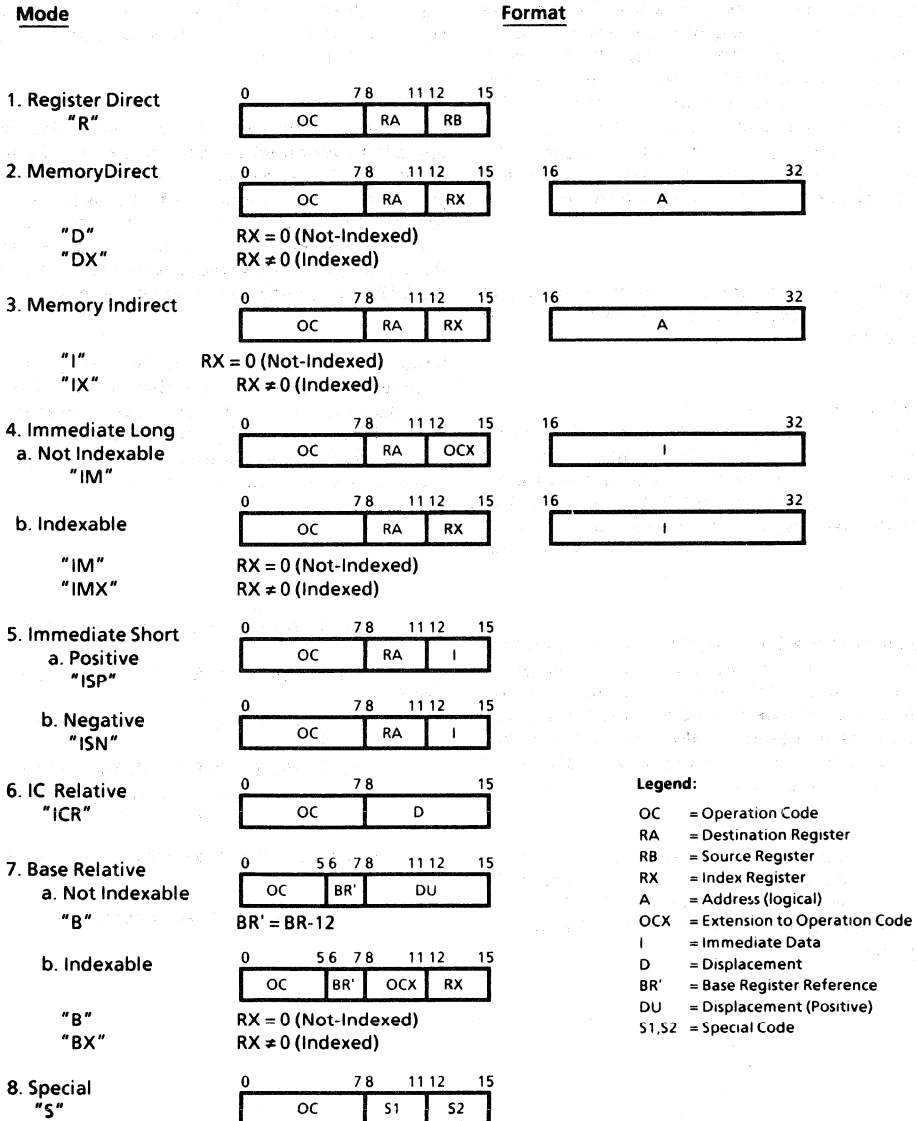 Mode Format
1. Register Direct
"R"
0 7 8 11 12 15
OC RA RB
2. MemoryDirect
0 7 8 11 12 15 16 32
OC RA RX A
"D" RX = 0 (Not-Indexed)
"DX" RX ≠ 0 (Indexed)
3. Memory Indirect
0 7 8 11 12 15 16 32
OC RA RX A
"I" RX = 0 (Not-Indexed)
"IX" RX ≠ 0 (Indexed)
4. Immediate Long
a. Not Indexable
"IM"
0 7 8 11 12 15 16 32
OC RA OCX I
b. Indexable
0 7 8 11 12 15 16 32
OC RA RX I
"IM" RX = 0 (Not-Indexed)
"IMX" RX ≠ 0 (Indexed)
5. Immediate Short
a. Positive
"ISP"
0 7 8 11 12 15
OC RA I
b. Negative
"ISN"
0 7 8 11 12 15
OC RA I
6. IC Relative
"ICR"
0 7 8 15
OC D
7. Base Relative
a. Not Indexable
0 5 6 7 8 11 12 15
OC BR' DU
"B" BR' = BR-12
b. Indexable
0 5 6 7 8 11 12 15
OC BR' OCX RX
"B" RX = 0 (Not-Indexed)
"BX" RX ≠ 0 (Indexed)
8. Special
"S"
0 7 8 11 12 15
OC S1 S2
Legend:
OC = Operation Code
RA = Destination Register
RB = Source Register
RX = Index Register
A = Address (logical)
OCX = Extension to Operation Code
I = Immediate Data
D = Displacement
BR' = Base Register Reference
DU = Displacement (Positive)
S1,S2 = Special Code